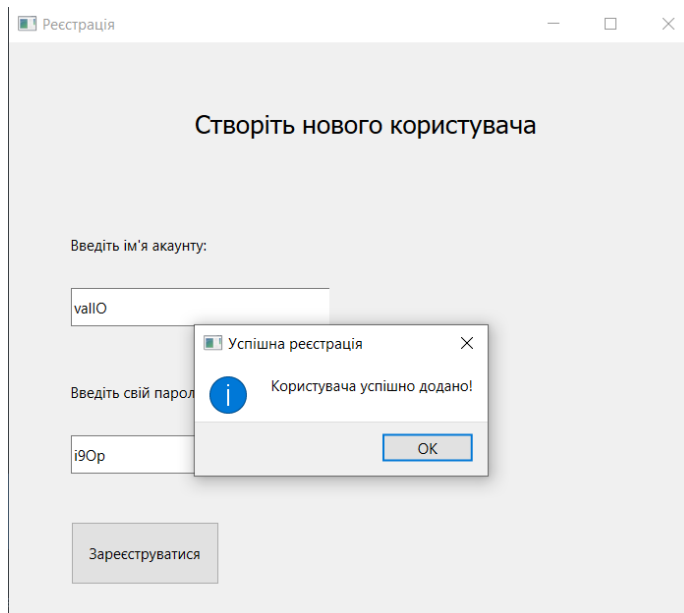 Реєстрація
Створіть нового користувача
Введіть ім'я акаунту:
vallO
Успішна реєстрація
Користувача успішно додано!
OK
Введіть свій парол
i9Op
Зареєструватися